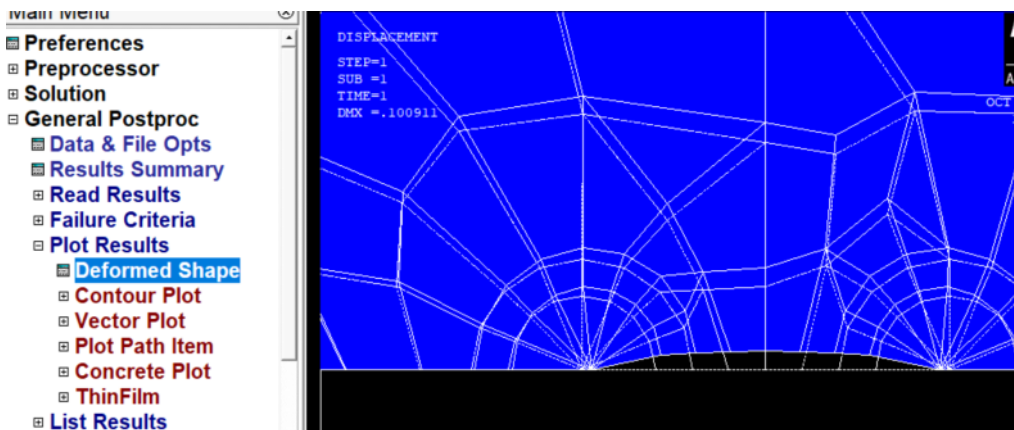 Main Menu
Preferences
Preprocessor
Solution
General Postproc
Data & File Opts
Results Summary
Read Results
Failure Criteria
Plot Results
Deformed Shape
Contour Plot
Vector Plot
Plot Path Item
Concrete Plot
ThinFilm
List Results
DISPLACEMENT
STEP=1
SUB =1
TIME=1
DMX =.100911
A
OCT